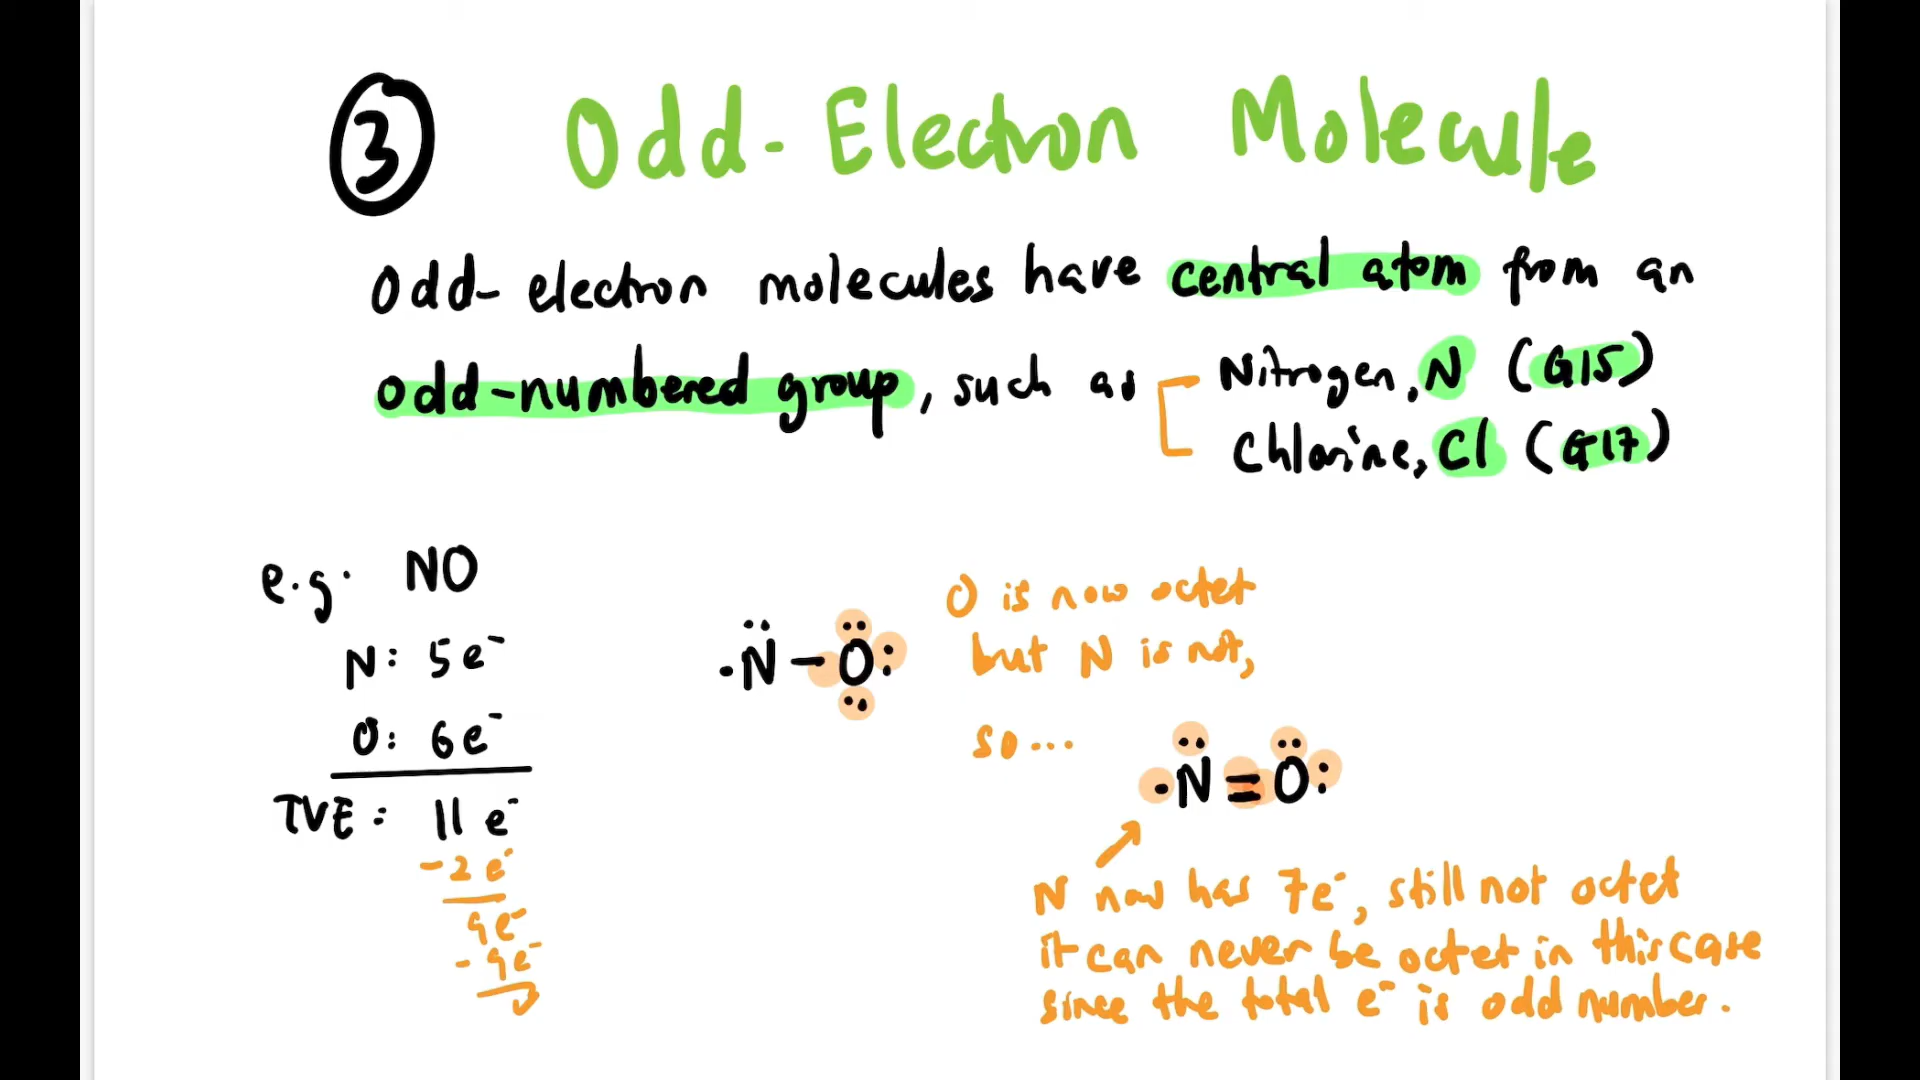 3 Odd-Electron Molecule
Odd-electron molecules have central atom from an
odd-numbered group, such as
Nitrogen, N (G15)
Chlorine, Cl (G17)
e.g. NO
N: 5e⁻
O: 6e⁻
TVE: 11 e⁻
-2 e⁻
9e⁻
-9e⁻
·N̈–Ö:
O is now octet
but N is not,
so...
·N̈=Ö:
N now has 7e⁻, still not octet
it can never be octet in this case
since the total e⁻ is odd number.